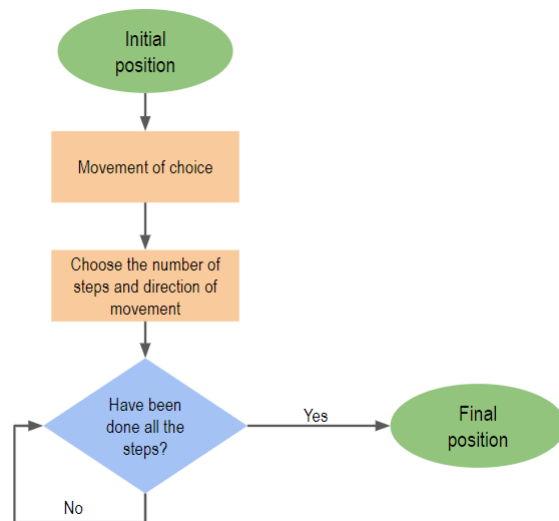 Initial
position
Movement of choice
Choose the number of
steps and direction of
movement
Have been
done all the
steps?
Yes
Final
position
No